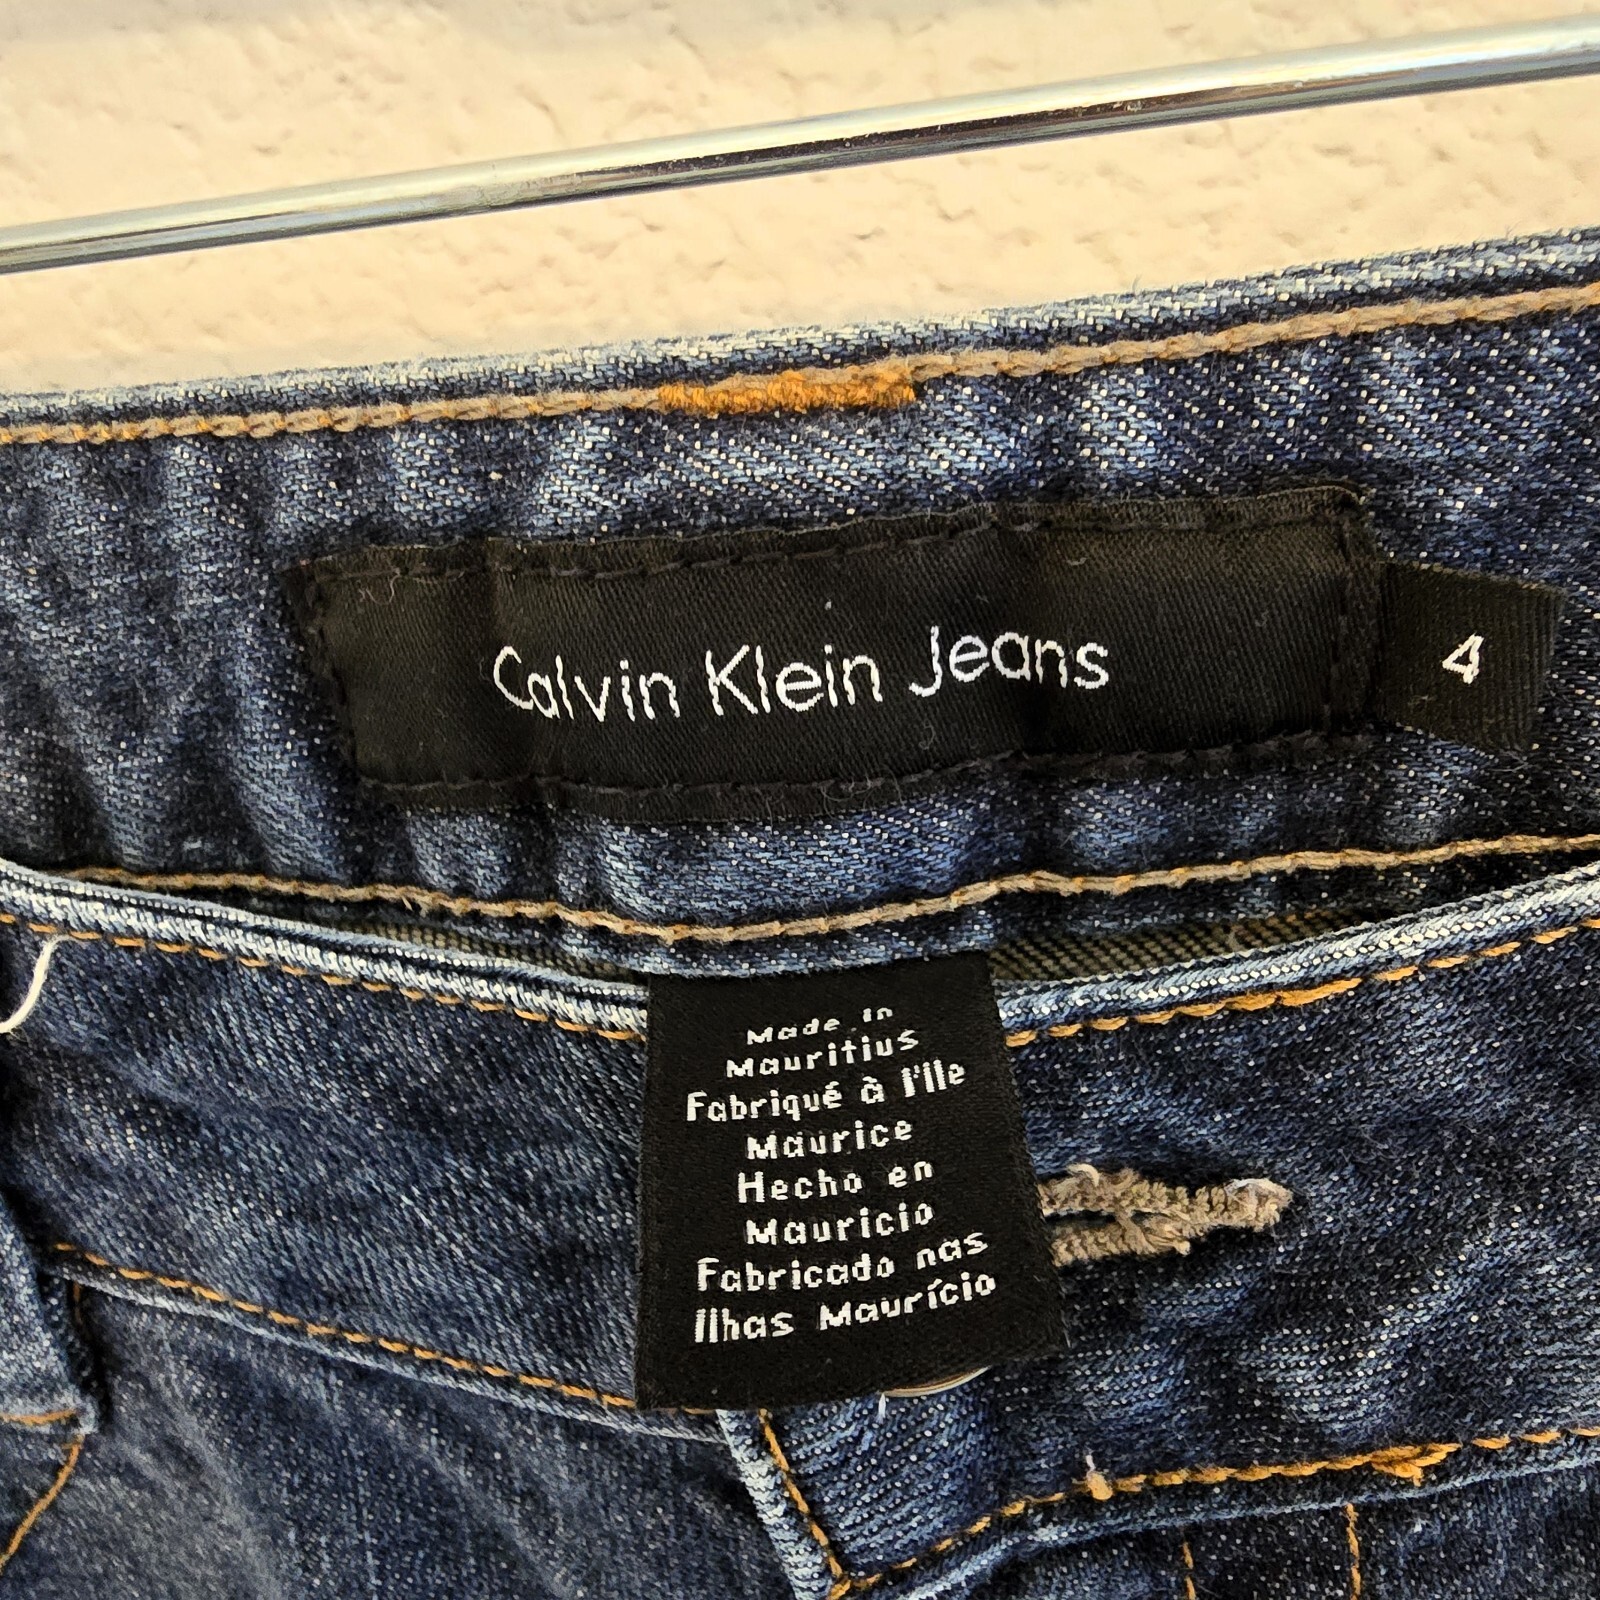 Calvin Klein Jeans
4
Made in
Mauritius
Fabriqué à l'Ile
Maurice
Hecho en
Mauricio
Fabricado nas
Ilhas Maurício